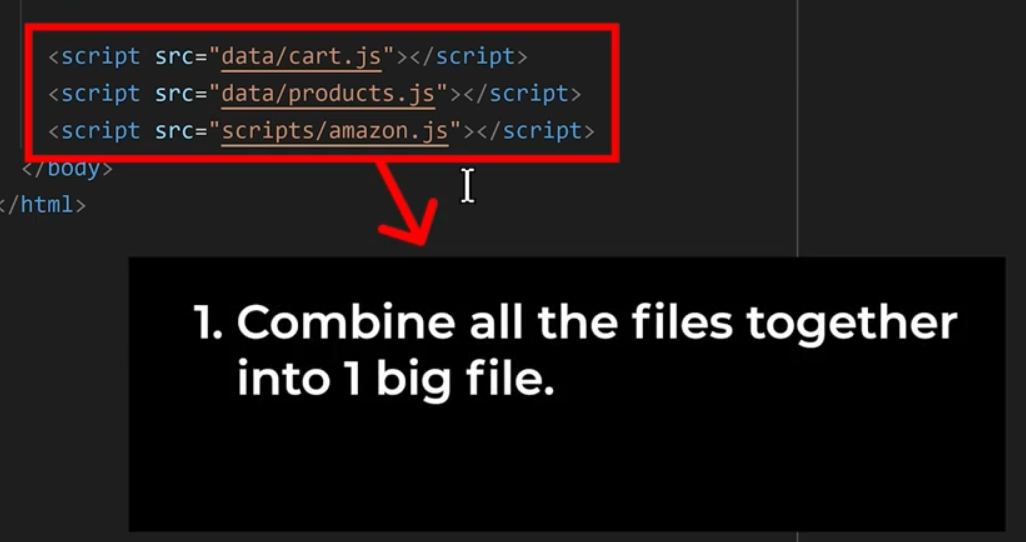 <script src="data/cart.js"></script>
<script src="data/products.js"></script>
<script src="scripts/amazon.js"></script>
</body>
</html>
1. Combine all the files together
into 1 big file.